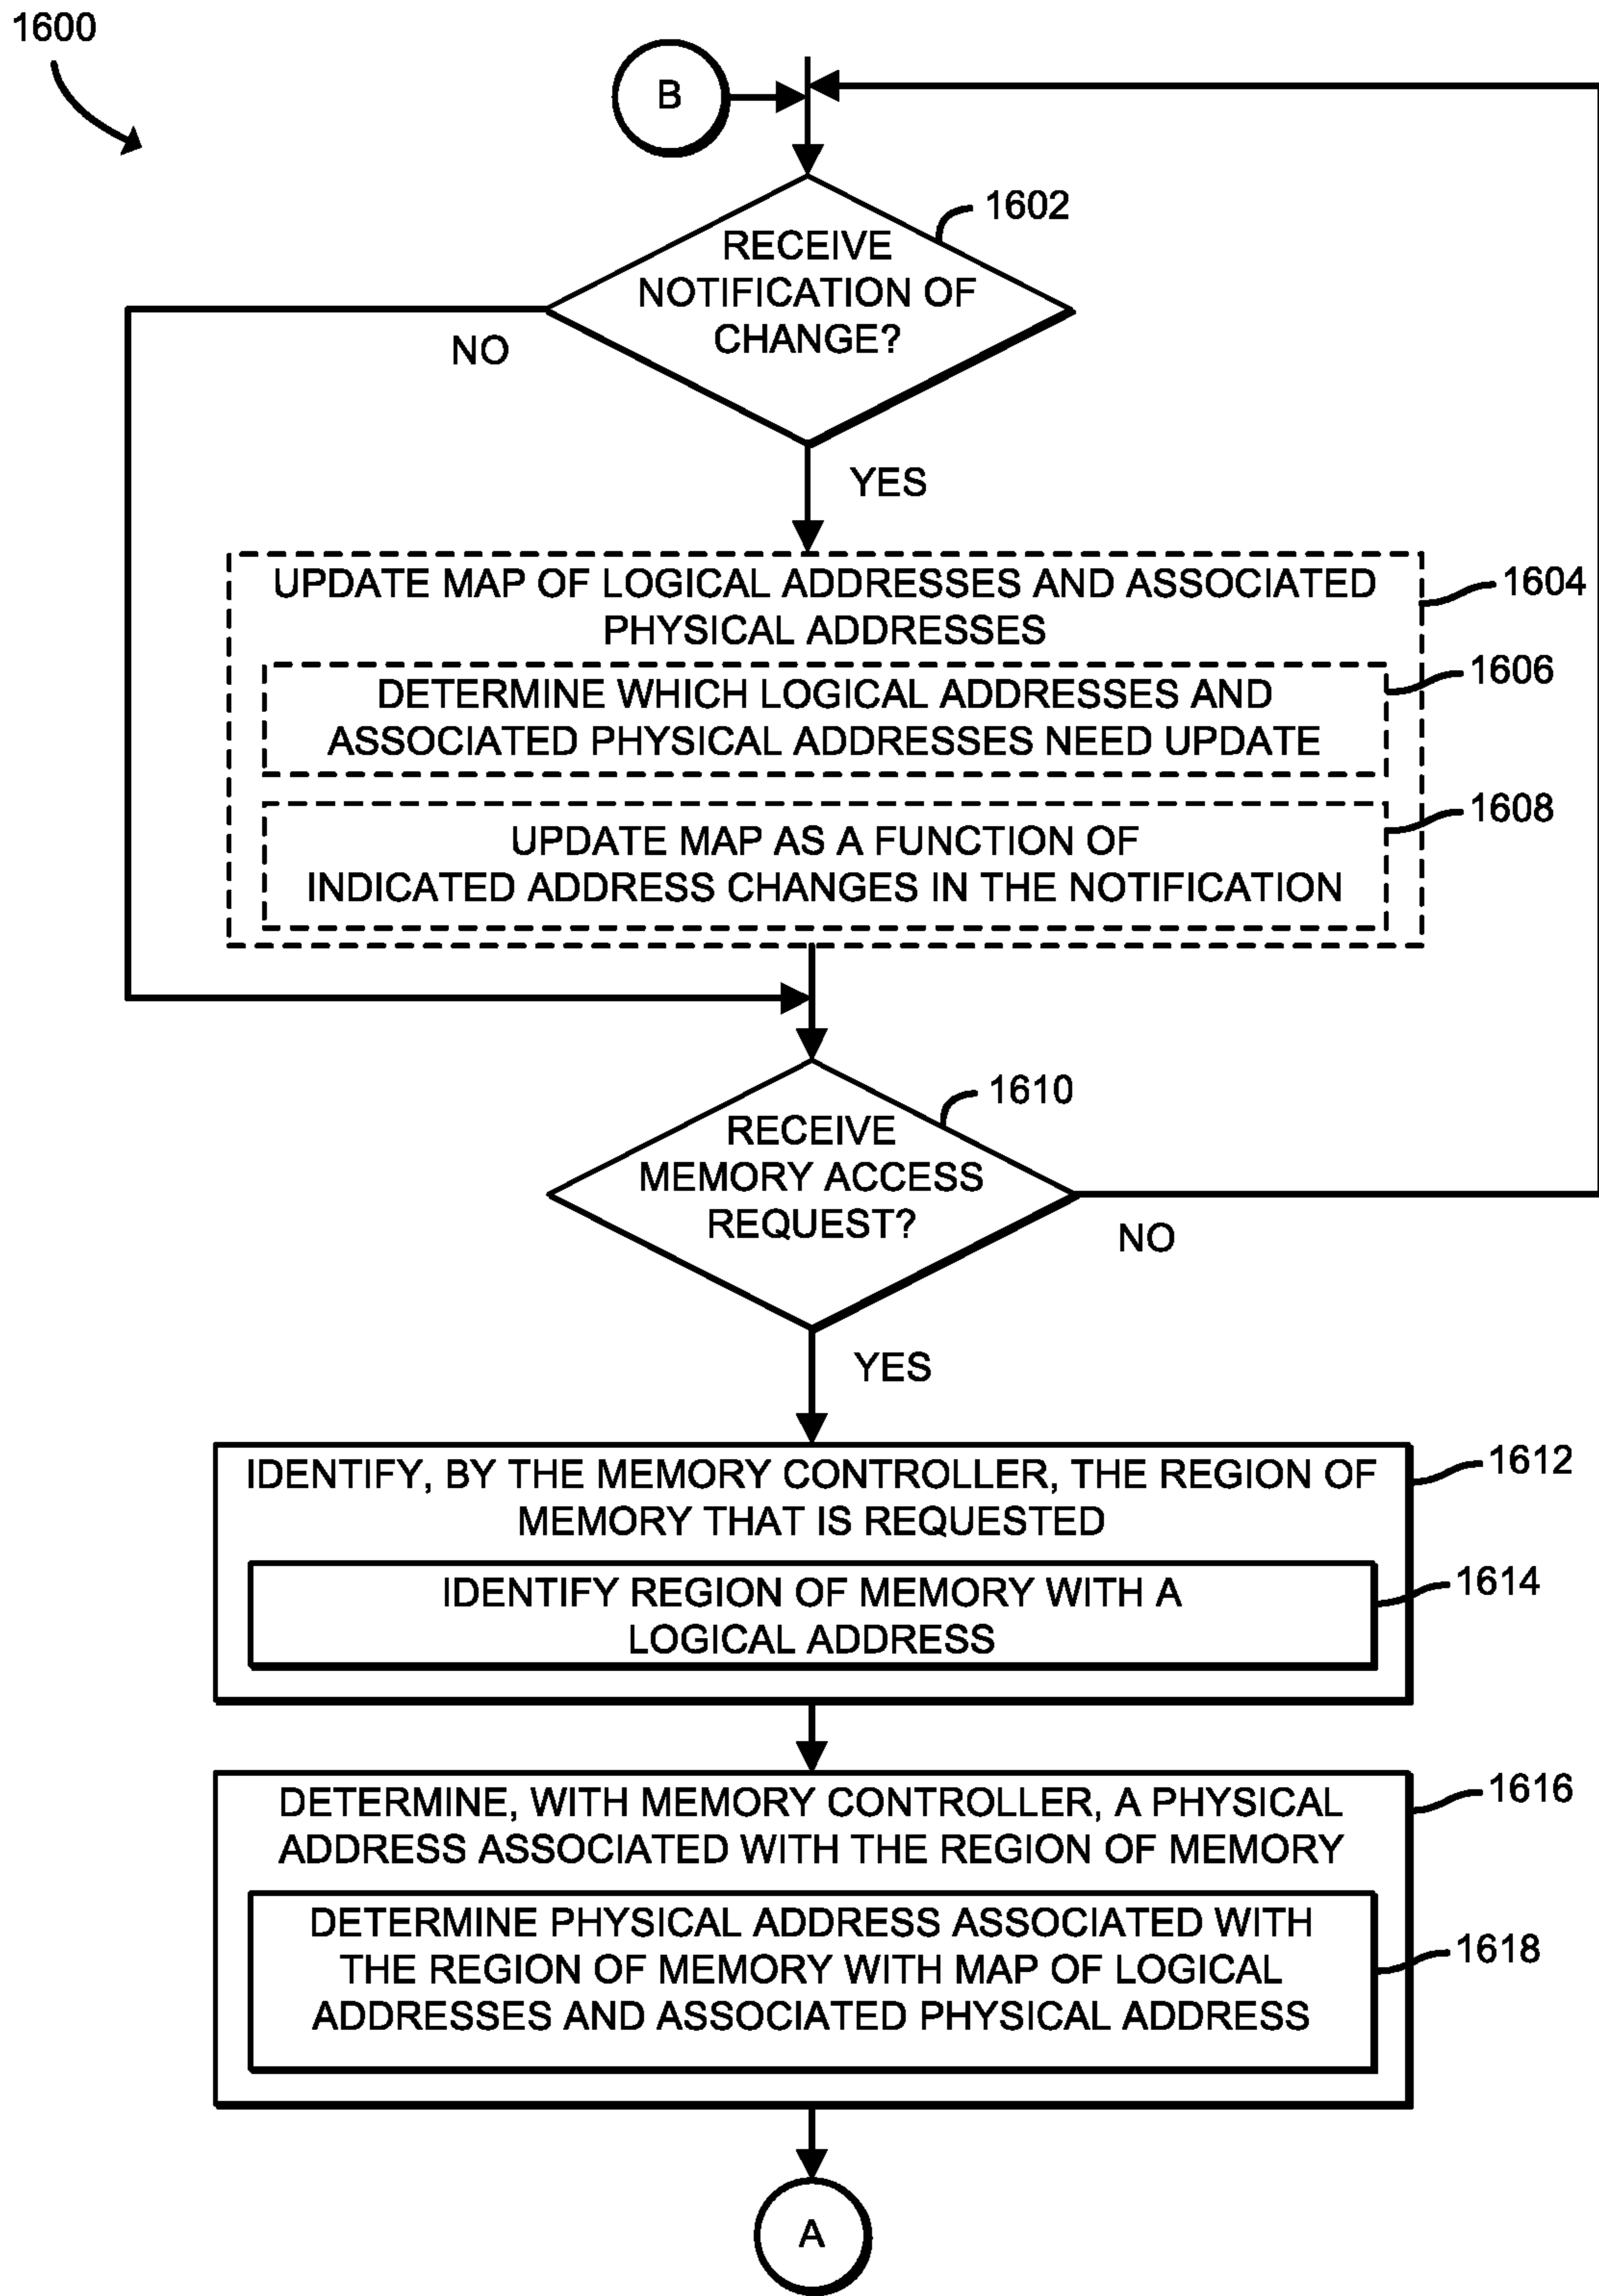 1600
B
1602
RECEIVE
NOTIFICATION OF
CHANGE?
NO
YES
UPDATE MAP OF LOGICAL ADDRESSES AND ASSOCIATED
PHYSICAL ADDRESSES
1604
DETERMINE WHICH LOGICAL ADDRESSES AND
ASSOCIATED PHYSICAL ADDRESSES NEED UPDATE
1606
UPDATE MAP AS A FUNCTION OF
INDICATED ADDRESS CHANGES IN THE NOTIFICATION
1608
1610
RECEIVE
MEMORY ACCESS
REQUEST?
NO
YES
IDENTIFY, BY THE MEMORY CONTROLLER, THE REGION OF
MEMORY THAT IS REQUESTED
1612
IDENTIFY REGION OF MEMORY WITH A
LOGICAL ADDRESS
1614
DETERMINE, WITH MEMORY CONTROLLER, A PHYSICAL
ADDRESS ASSOCIATED WITH THE REGION OF MEMORY
1616
DETERMINE PHYSICAL ADDRESS ASSOCIATED WITH
THE REGION OF MEMORY WITH MAP OF LOGICAL
ADDRESSES AND ASSOCIATED PHYSICAL ADDRESS
1618
A